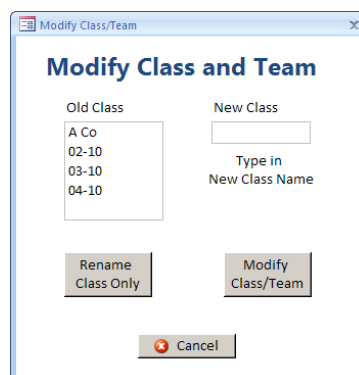 Modify Class/Team
Modify Class and Team
Old Class
New Class
A Co
02-10
03-10
04-10
Type in
New Class Name
Rename
Class Only
Modify
Class/Team
Cancel